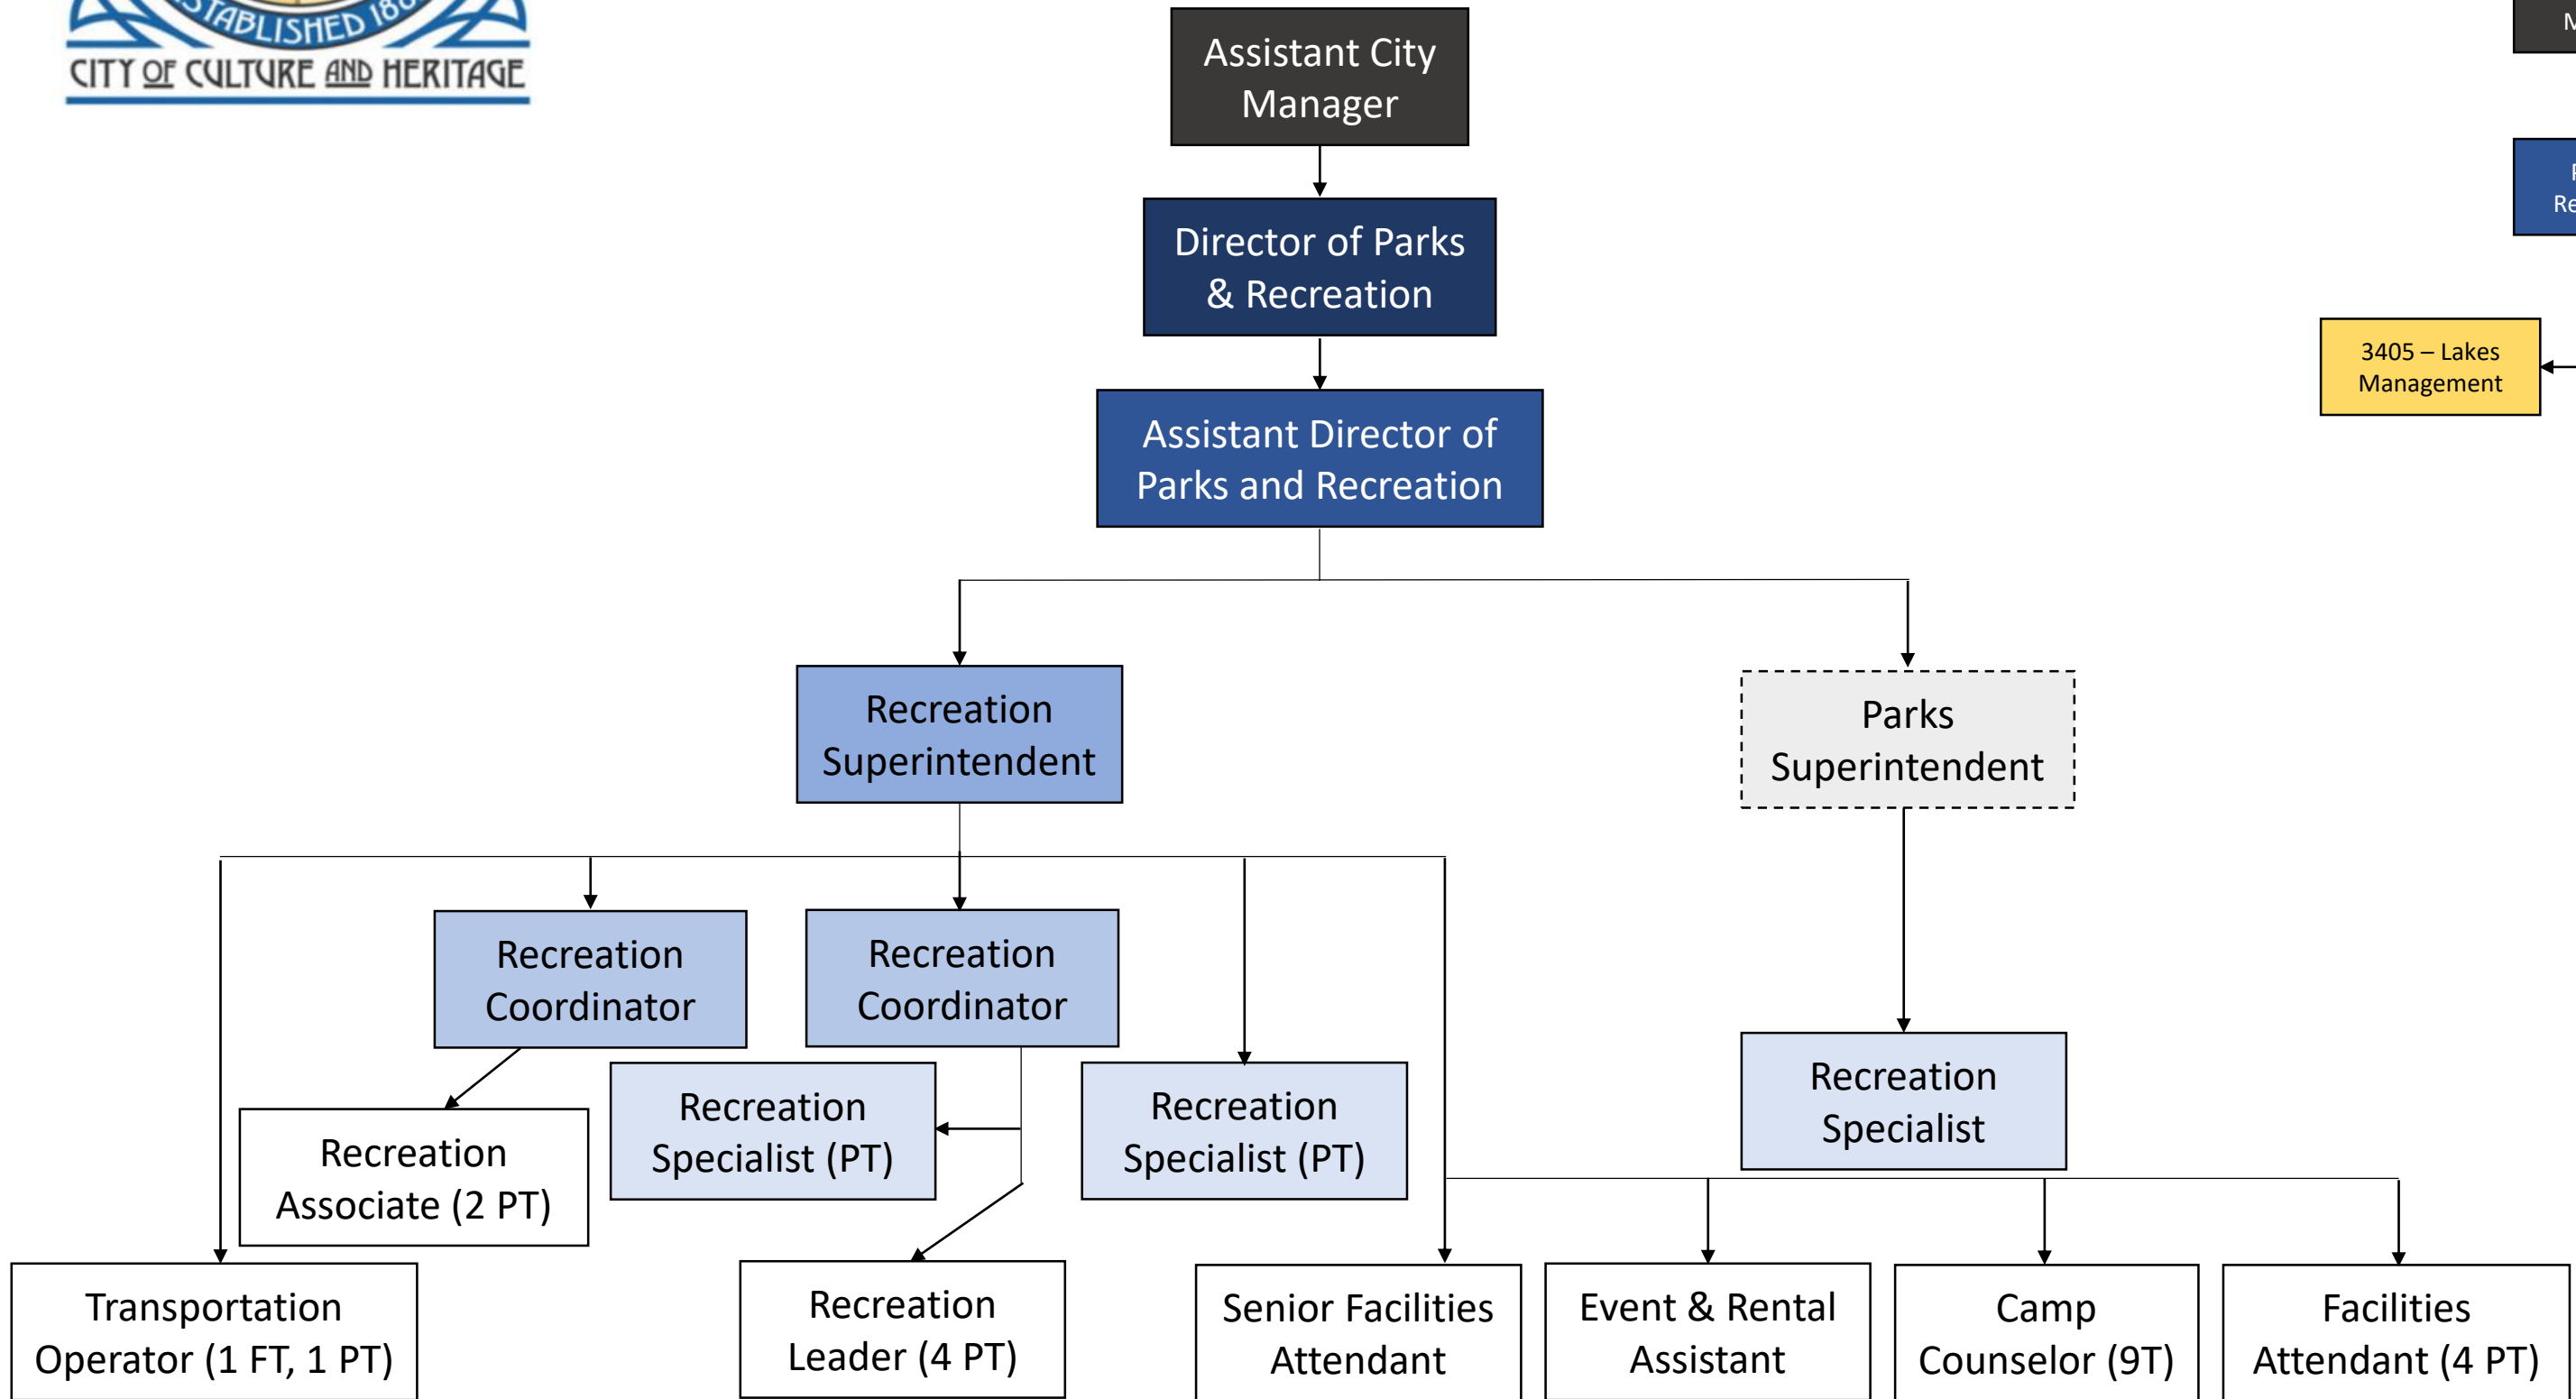 ESTABLISHED 188
CITY OF CULTURE AND HERITAGE
Assistant City
Manager
Director of Parks
& Recreation
Assistant Director of
Parks and Recreation
3405 – Lakes
Management
Recreation
Superintendent
Parks
Superintendent
Recreation
Coordinator
Recreation
Coordinator
Recreation
Associate (2 PT)
Recreation
Specialist (PT)
Recreation
Specialist (PT)
Recreation
Specialist
Transportation
Operator (1 FT, 1 PT)
Recreation
Leader (4 PT)
Senior Facilities
Attendant
Event & Rental
Assistant
Camp
Counselor (9T)
Facilities
Attendant (4 PT)